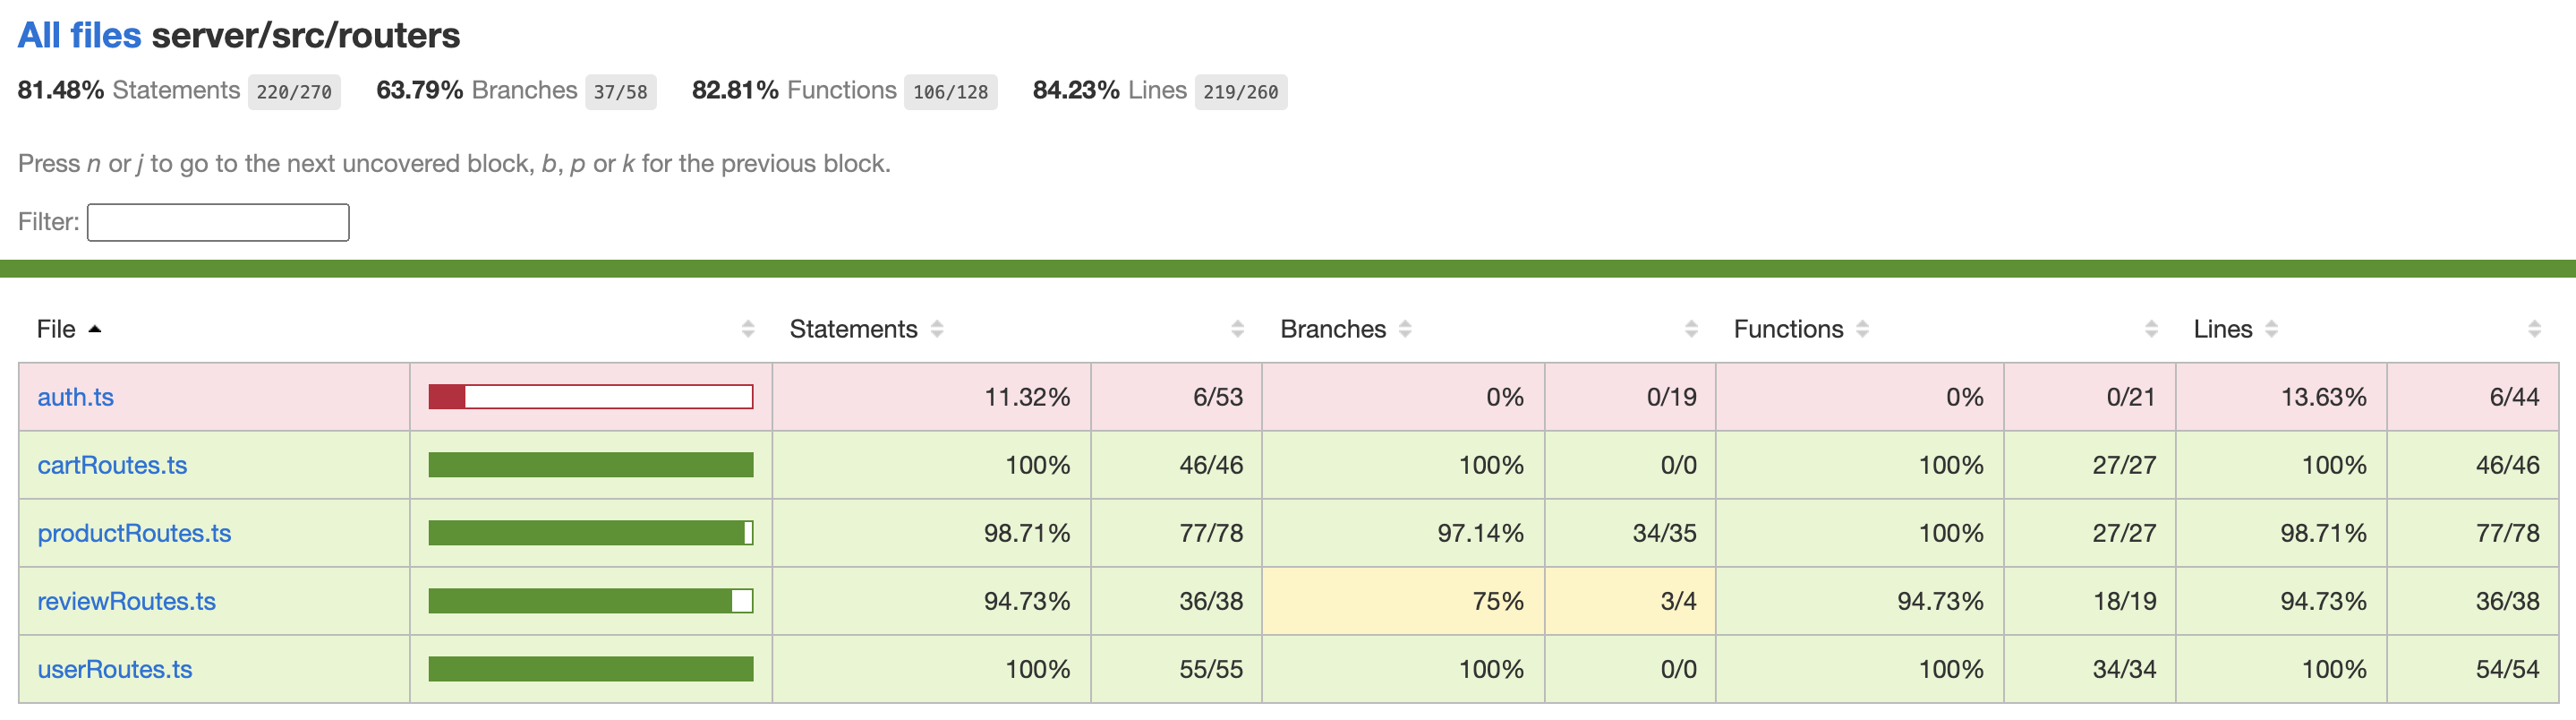 All files server/src/routers
81.48% Statements 220/270 63.79% Branches 37/58 82.81% Functions 106/128 84.23% Lines 219/260
Press n or j to go to the next uncovered block, b, p or k for the previous block.
Filter:
File Statements Branches Functions Lines
auth.ts 11.32% 6/53 0% 0/19 0% 0/21 13.63% 6/44
cartRoutes.ts 100% 46/46 100% 0/0 100% 27/27 100% 46/46
productRoutes.ts 98.71% 77/78 97.14% 34/35 100% 27/27 98.71% 77/78
reviewRoutes.ts 94.73% 36/38 75% 3/4 94.73% 18/19 94.73% 36/38
userRoutes.ts 100% 55/55 100% 0/0 100% 34/34 100% 54/54